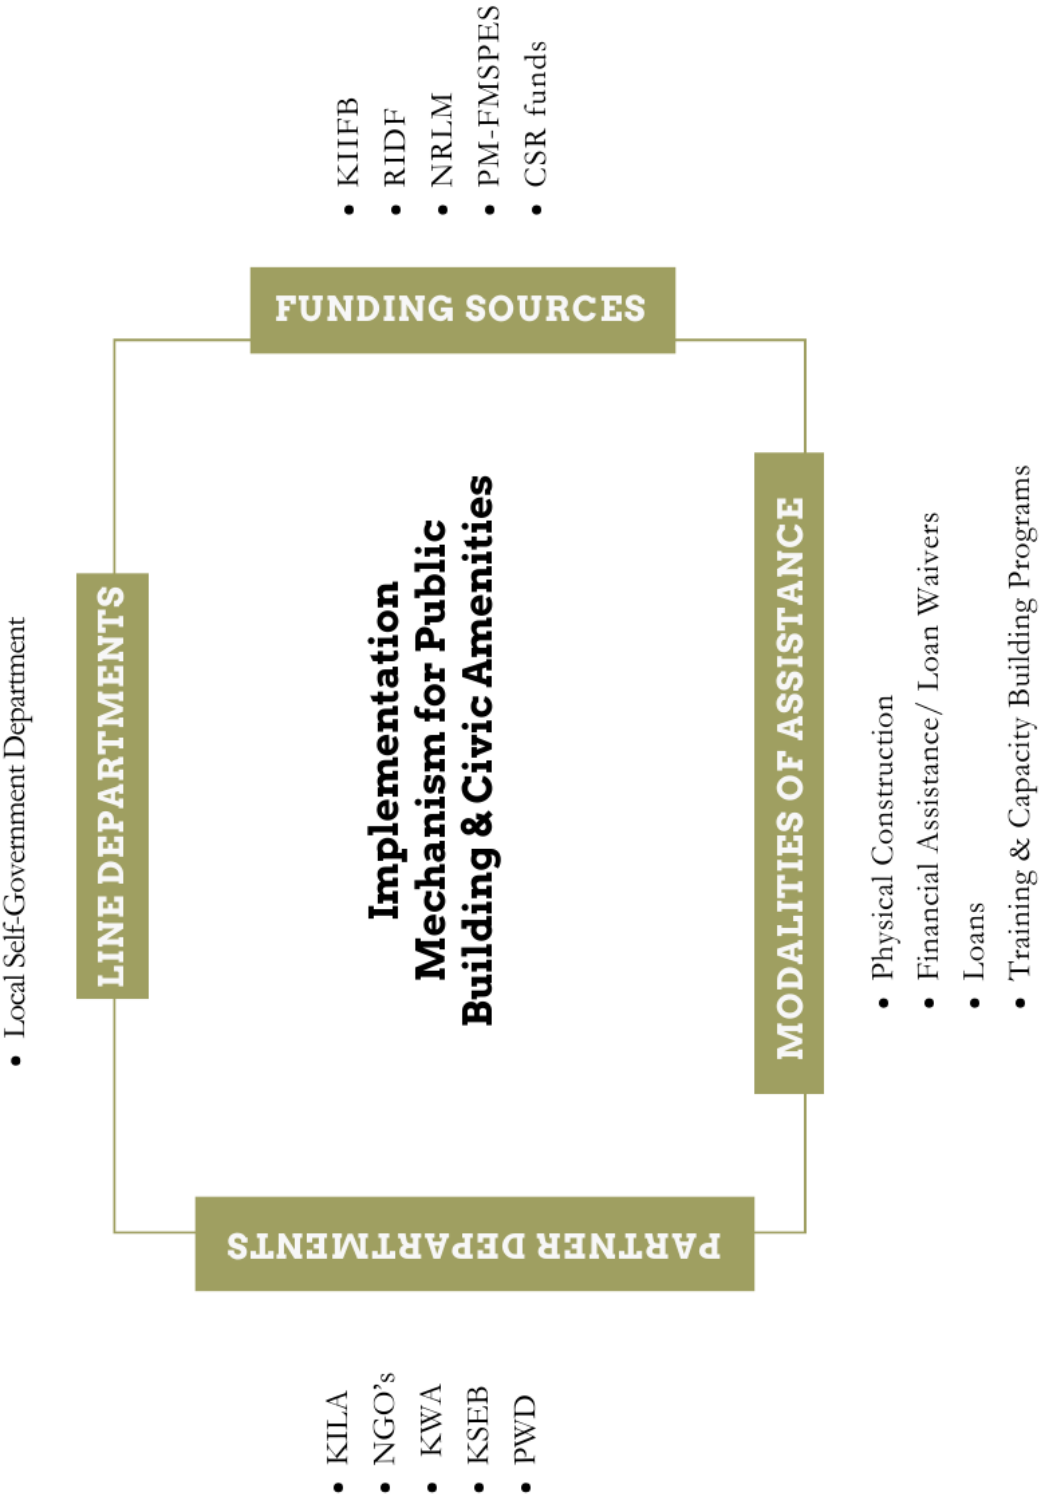 • Local Self-Government Department
LINE DEPARTMENTS
PARTNER DEPARTMENTS
• KILA
• NGO's
• KWA
• KSEB
• PWD
Implementation
Mechanism for Public
Building & Civic Amenities
FUNDING SOURCES
• KIIFB
• RIDF
• NRLM
• PM-FMSPES
• CSR funds
MODALITIES OF ASSISTANCE
• Physical Construction
• Financial Assistance/ Loan Waivers
• Loans
• Training & Capacity Building Programs